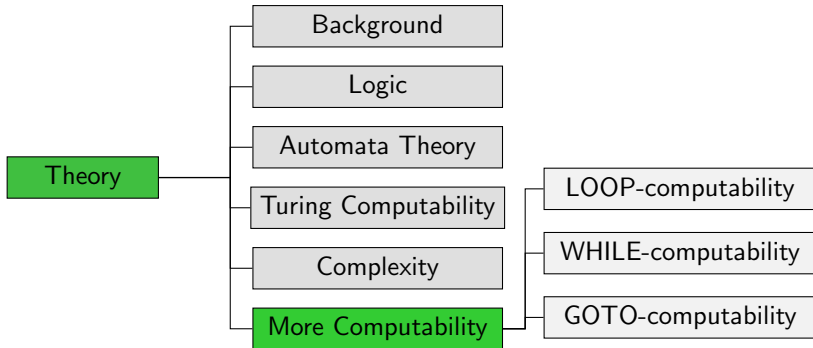 Background
Logic
Automata Theory
Theory
LOOP-computability
Turing Computability
WHILE-computability
Complexity
GOTO-computability
More Computability